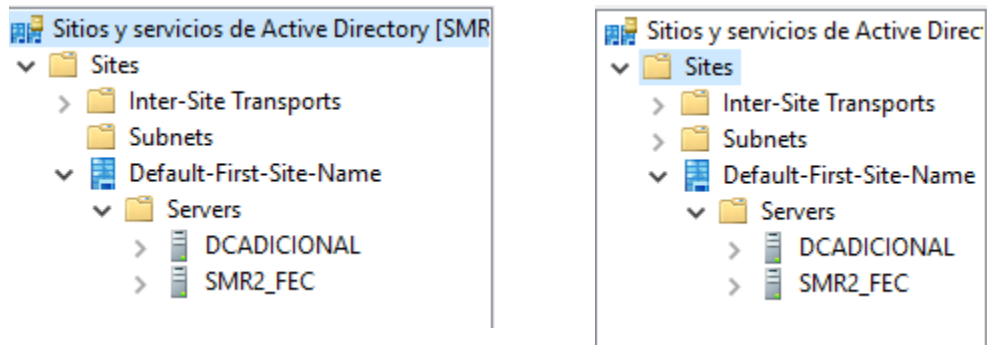 Sitios y servicios de Active Directory [SMR
Sites
Inter-Site Transports
Subnets
Default-First-Site-Name
Servers
DCADICIONAL
SMR2_FEC
Sitios y servicios de Active Direc
Sites
Inter-Site Transports
Subnets
Default-First-Site-Name
Servers
DCADICIONAL
SMR2_FEC